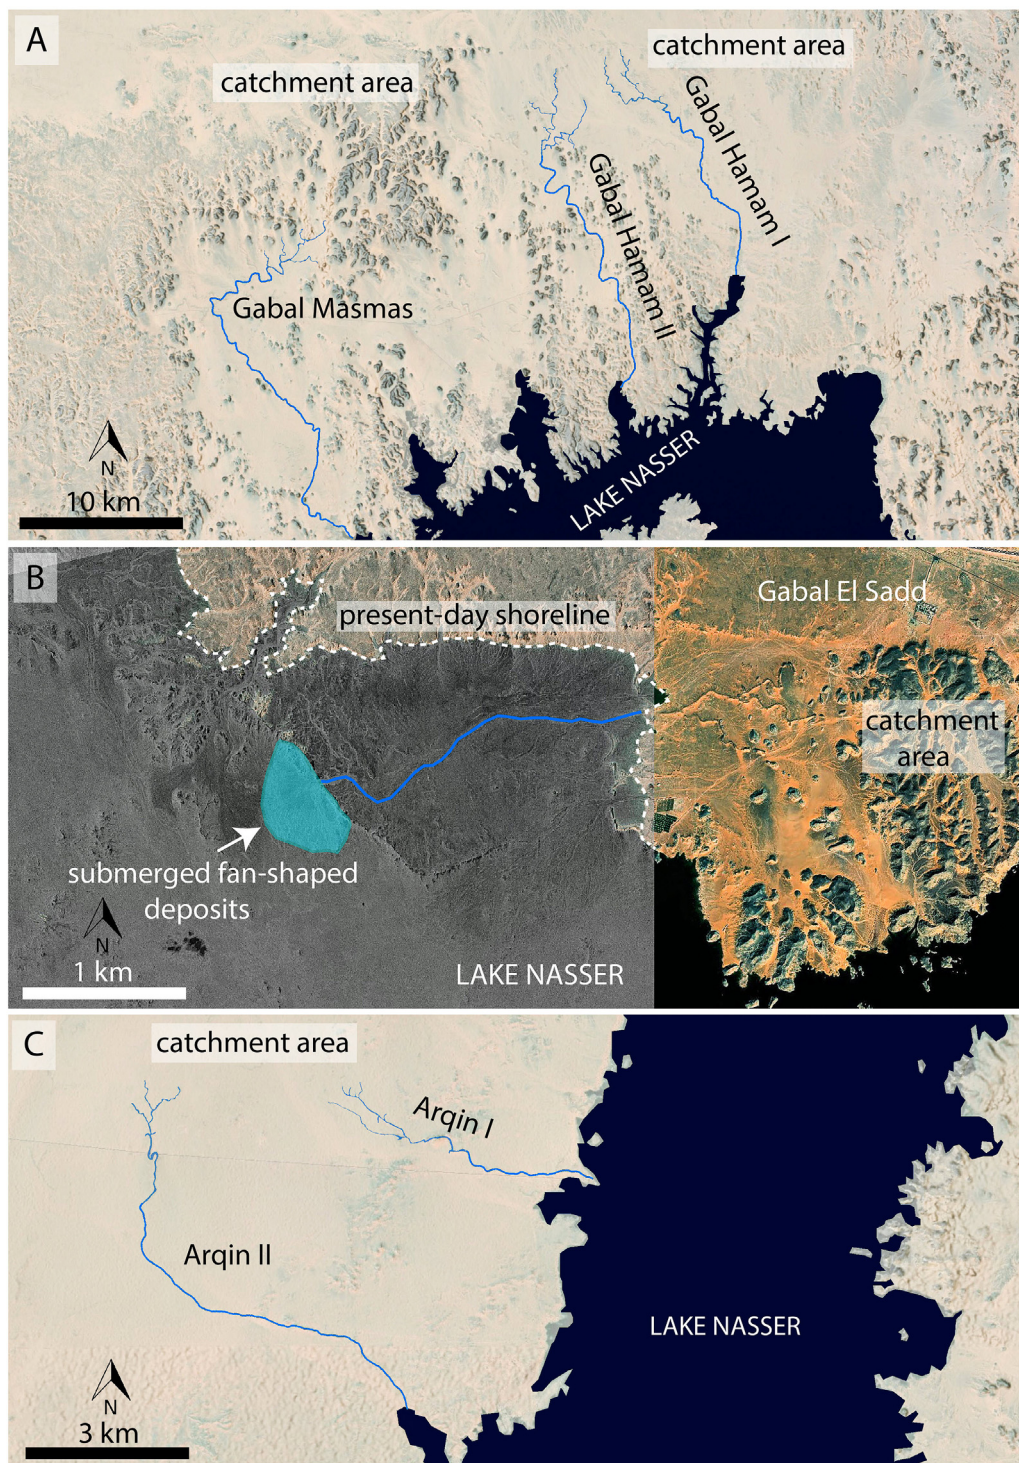 A
catchment area
catchment area
Gabal Hamam I
Gabal Hamam II
Gabal Masmas
LAKE NASSER
N
10 km
B
Gabal El Sadd
present-day shoreline
catchment
area
submerged fan-shaped
deposits
N
1 km
LAKE NASSER
C
catchment area
Arqin I
Arqin II
LAKE NASSER
N
3 km